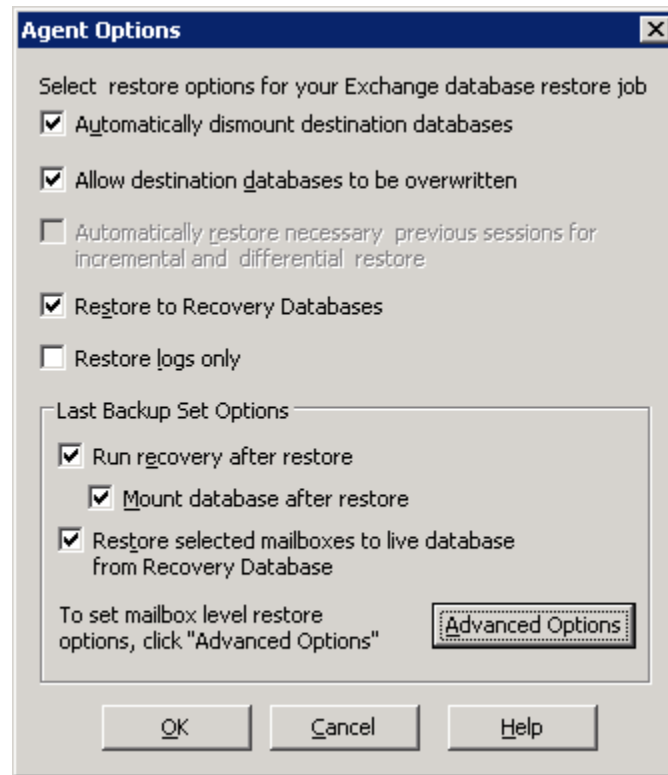 Agent Options
Select restore options for your Exchange database restore job
Automatically dismount destination databases
Allow destination databases to be overwritten
Automatically restore necessary previous sessions for
incremental and differential restore
Restore to Recovery Databases
Restore logs only
Last Backup Set Options
Run recovery after restore
Mount database after restore
Restore selected mailboxes to live database
from Recovery Database
To set mailbox level restore
options, click "Advanced Options"
Advanced Options
OK
Cancel
Help